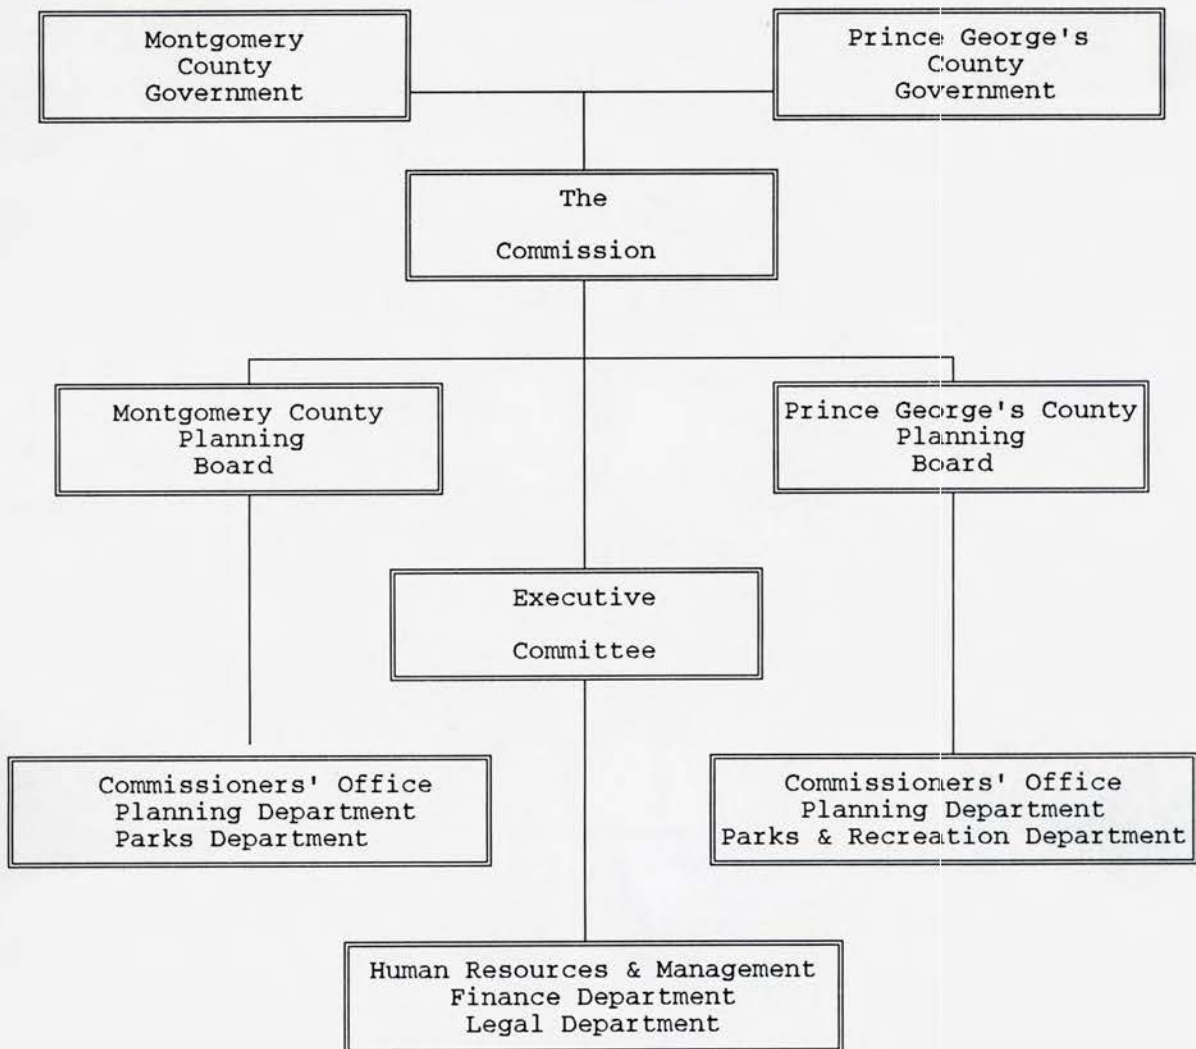 Montgomery
County
Government
Prince George's
County
Government
The
Commission
Montgomery County
Planning
Board
Prince George's County
Planning
Board
Executive
Committee
Commissioners' Office
Planning Department
Parks Department
Commissioners' Office
Planning Department
Parks & Recreation Department
Human Resources & Management
Finance Department
Legal Department